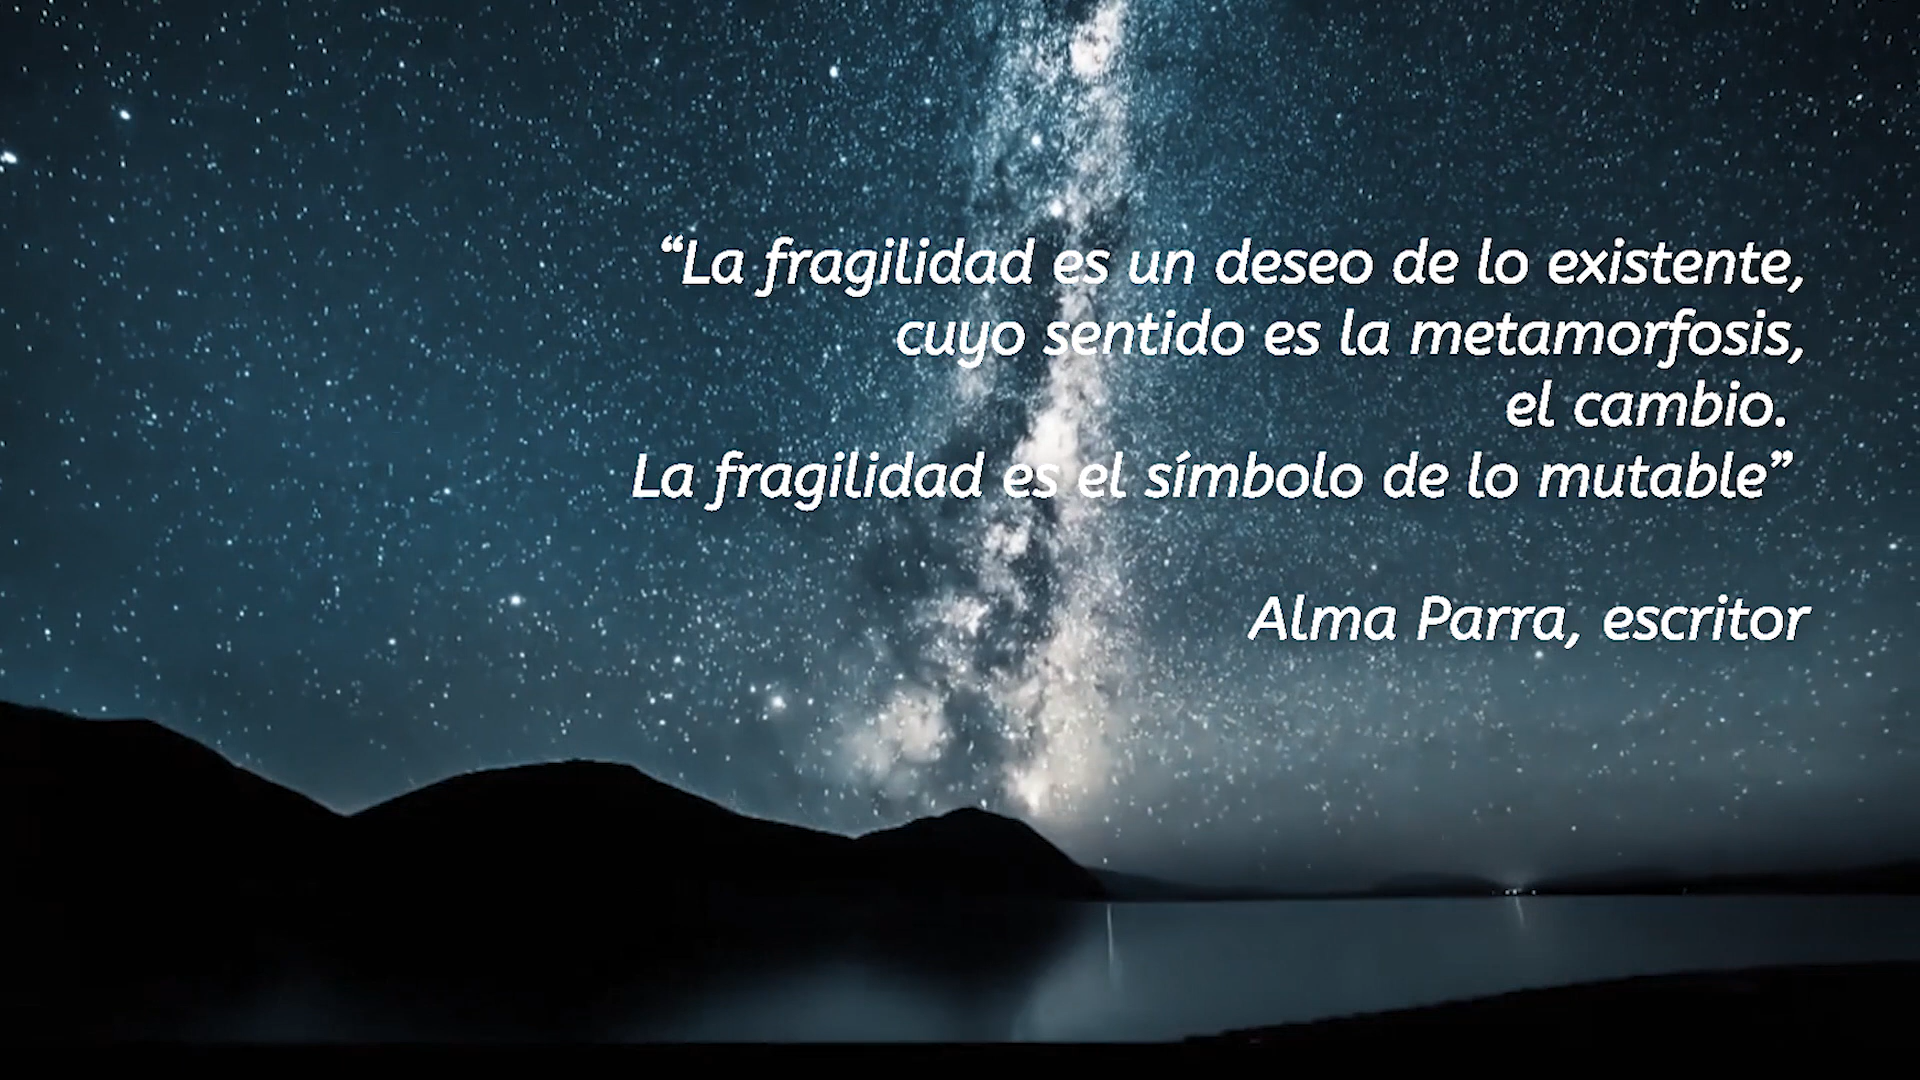 “La fragilidad es un deseo de lo existente,
cuyo sentido es la metamorfosis,
el cambio.
La fragilidad es el símbolo de lo mutable”
Alma Parra, escritor